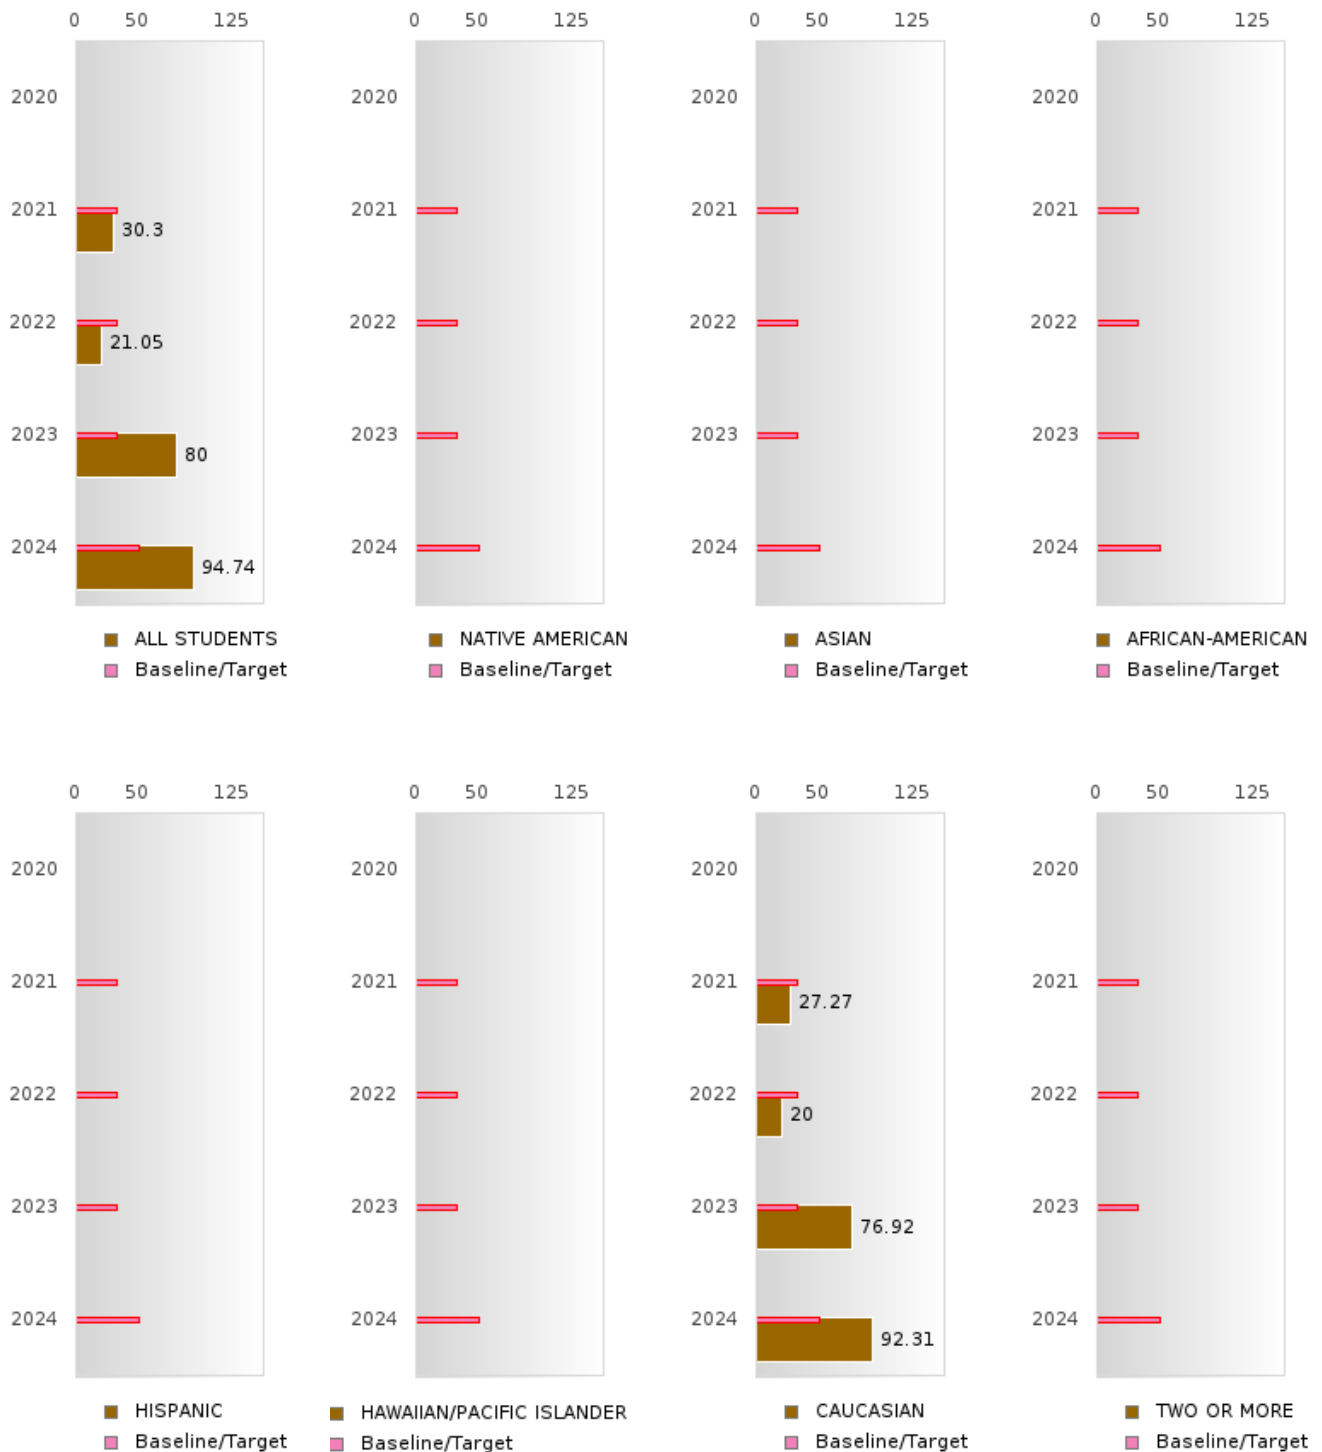 0 50 125 0 50 125 0 50 125 0 50 125
2020 2020 2020 2020
2021 2021 2021 2021
30.3
2022 2022 2022 2022
21.05
2023 2023 2023 2023
80
2024 2024 2024 2024
94.74
ALL STUDENTS NATIVE AMERICAN ASIAN AFRICAN-AMERICAN
Baseline/Target Baseline/Target Baseline/Target Baseline/Target
0 50 125 0 50 125 0 50 125 0 50 125
2020 2020 2020 2020
2021 2021 2021 2021
27.27
2022 2022 2022 2022
20
2023 2023 2023 2023
76.92
2024 2024 2024 2024
92.31
HISPANIC HAWAIIAN/PACIFIC ISLANDER CAUCASIAN TWO OR MORE
Baseline/Target Baseline/Target Baseline/Target Baseline/Target